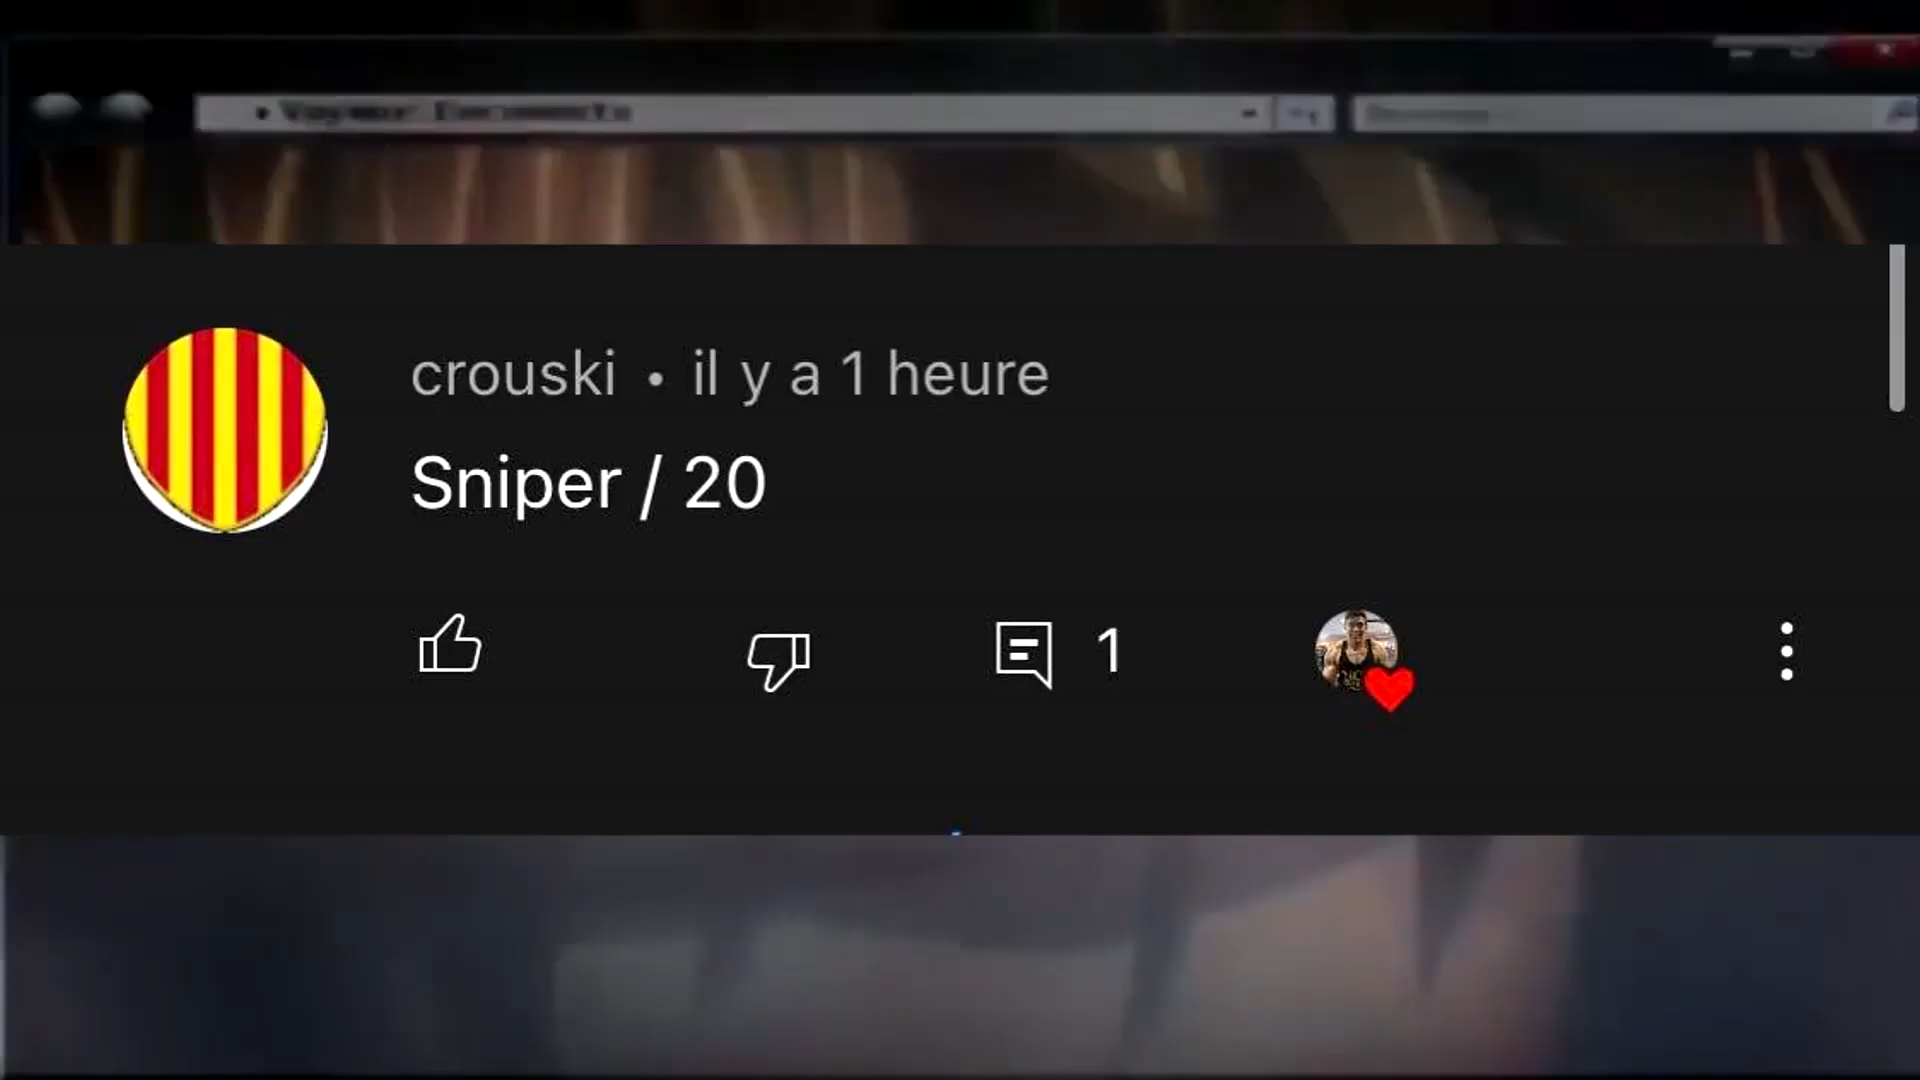 crouski • il y a 1 heure
Sniper / 20
1